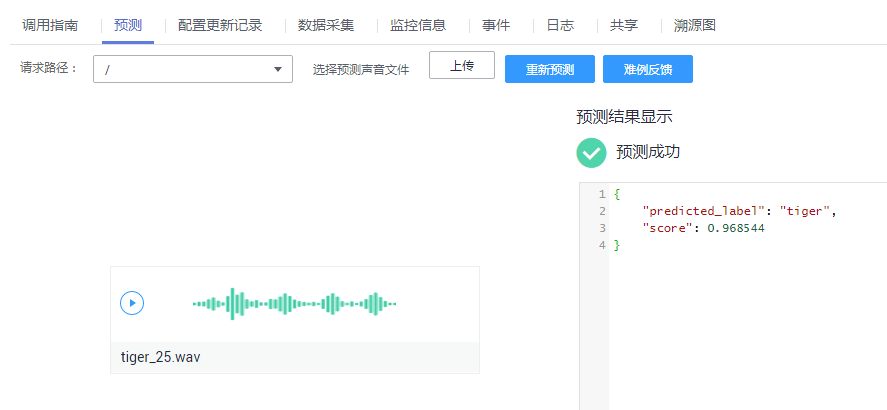 调用指南 预测 配置更新记录 数据采集 监控信息 事件 日志 共享 溯源图
请求路径： / 选择预测声音文件 上传 重新预测 难例反馈
预测结果显示
预测成功
1 {
2 "predicted_label": "tiger",
3 "score": 0.968544
4 }
tiger_25.wav